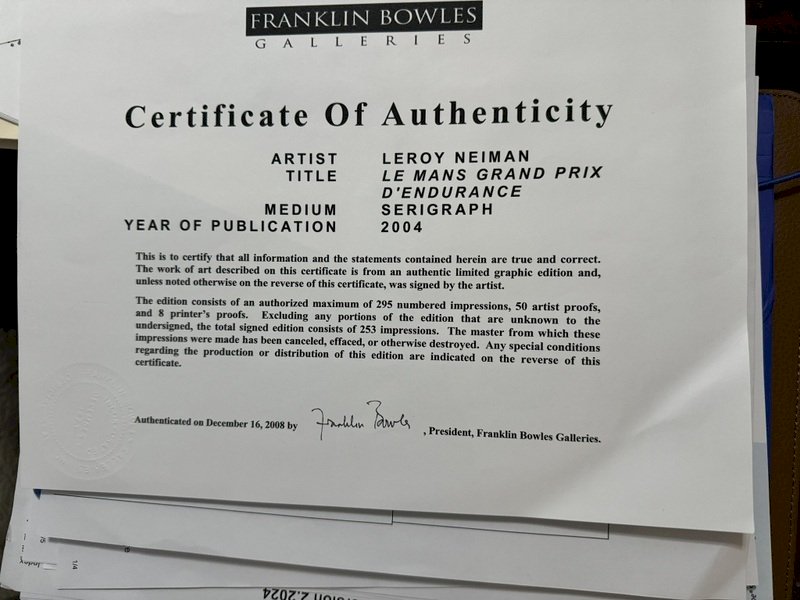 FRANKLIN BOWLES
GALLERIES
Certificate Of Authenticity
ARTIST LEROY NEIMAN
TITLE LE MANS GRAND PRIX
D'ENDURANCE
MEDIUM SERIGRAPH
YEAR OF PUBLICATION 2004
This is to certify that all information and the statements contained herein are true and correct.
The work of art described on this certificate is from an authentic limited graphic edition and,
unless noted otherwise on the reverse of this certificate, was signed by the artist.
The edition consists of an authorized maximum of 295 numbered impressions, 50 artist proofs,
and 8 printer's proofs. Excluding any portions of the edition that are unknown to the
undersigned, the total signed edition consists of 253 impressions. The master from which these
impressions were made has been canceled, effaced, or otherwise destroyed. Any special conditions
regarding the production or distribution of this edition are indicated on the reverse of this
certificate.
Authenticated on December 16, 2008 by Franklin Bowles , President, Franklin Bowles Galleries.
1/4
2.2024